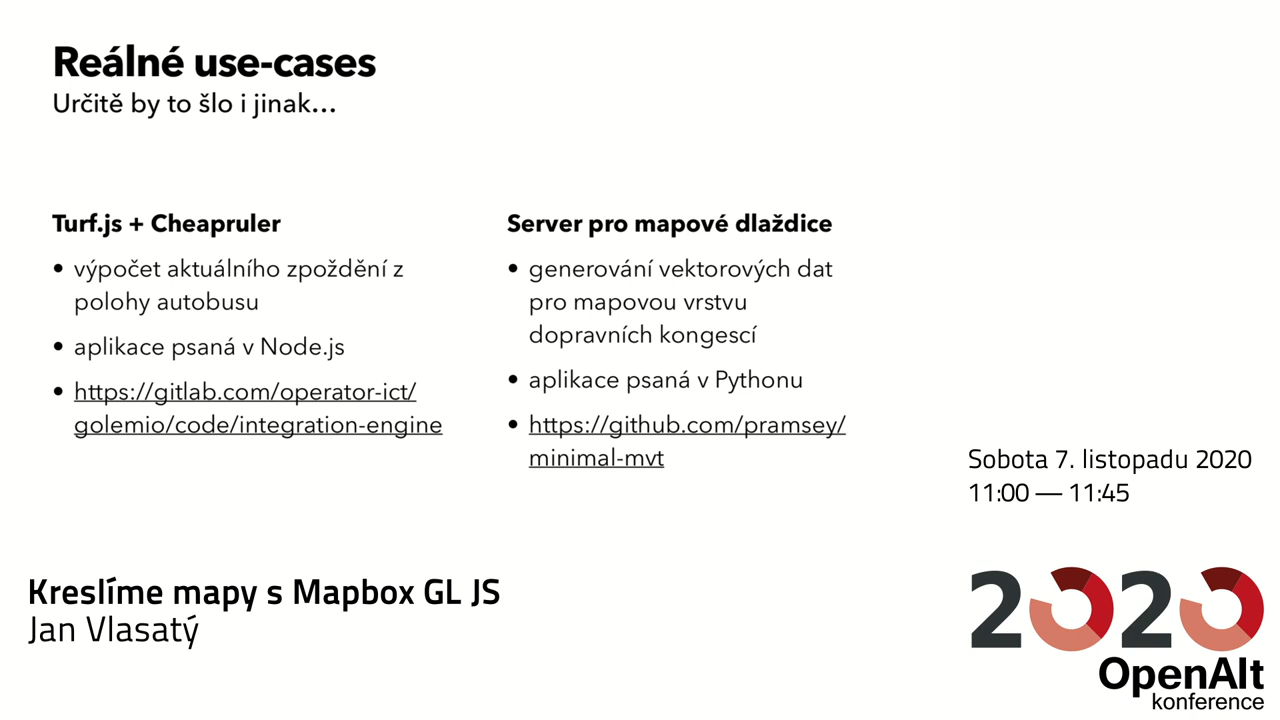 Reálné use-cases
Určitě by to šlo i jinak…
Turf.js + Cheapruler
• výpočet aktuálního zpoždění z
polohy autobusu
• aplikace psaná v Node.js
• https://gitlab.com/operator-ict/
golemio/code/integration-engine
Server pro mapové dlaždice
• generování vektorových dat
pro mapovou vrstvu
dopravních kongescí
• aplikace psaná v Pythonu
• https://github.com/pramsey/
minimal-mvt
Sobota 7. listopadu 2020
11:00 — 11:45
Kreslíme mapy s Mapbox GL JS
Jan Vlasatý
2020
OpenAlt
konference